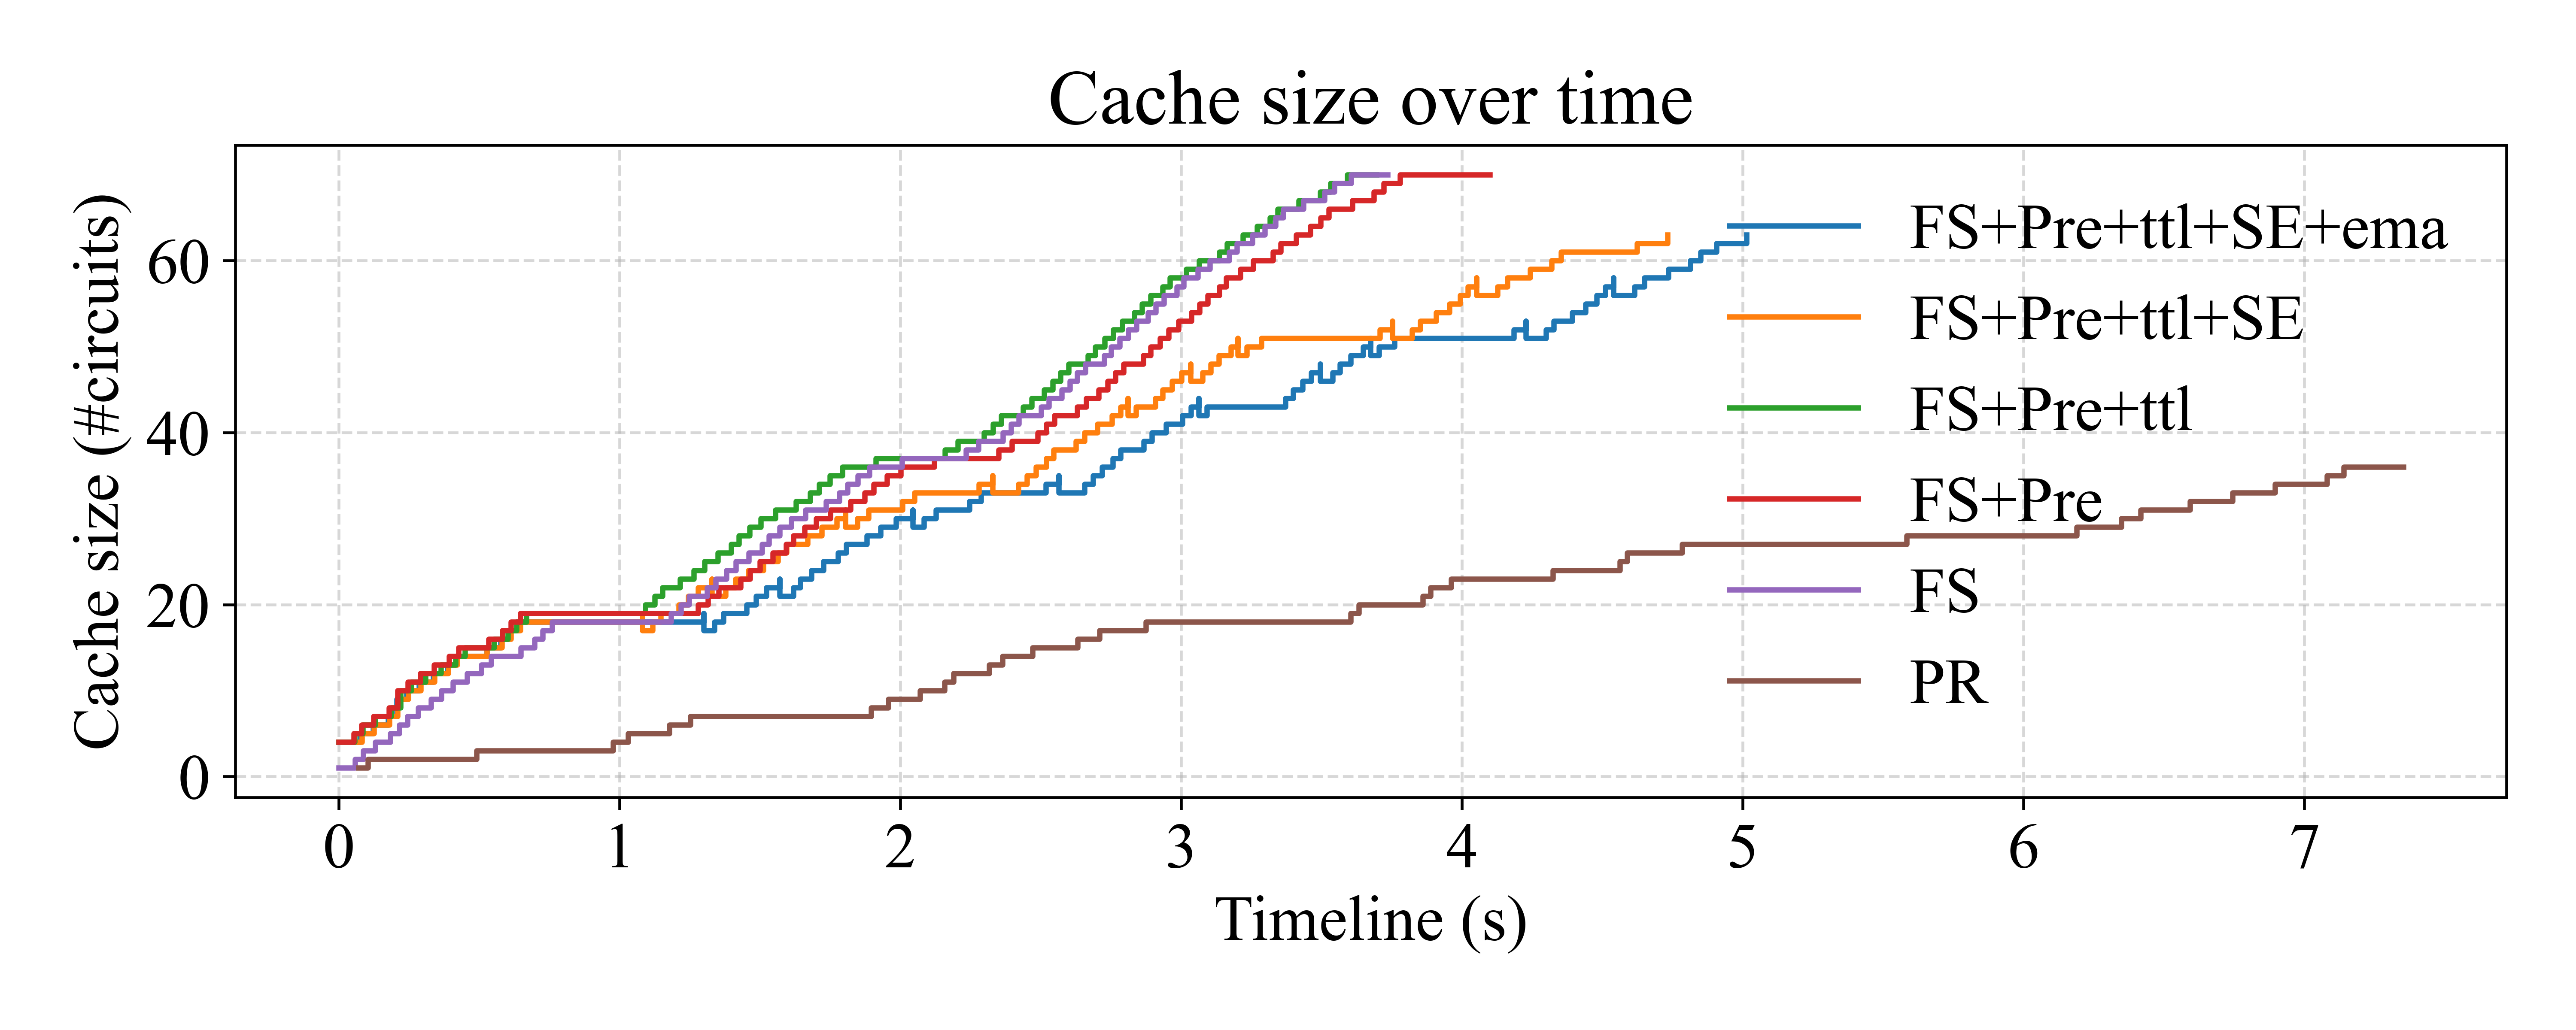 Cache size over time
Cache size (#circuits)
60
40
20
0
FS+Pre+ttl+SE+ema
FS+Pre+ttl+SE
FS+Pre+ttl
FS+Pre
FS
PR
0 1 2 3 4 5 6 7
Timeline (s)